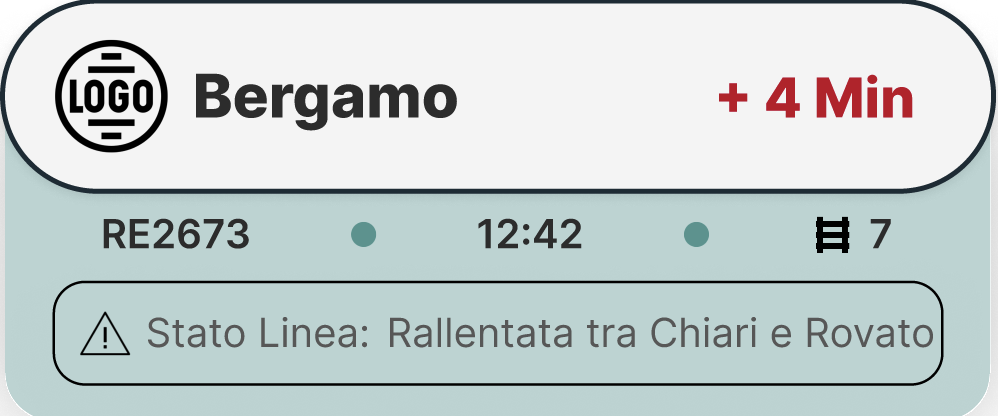 LOGO Bergamo + 4 Min
RE2673 12:42 7
Stato Linea: Rallentata tra Chiari e Rovato